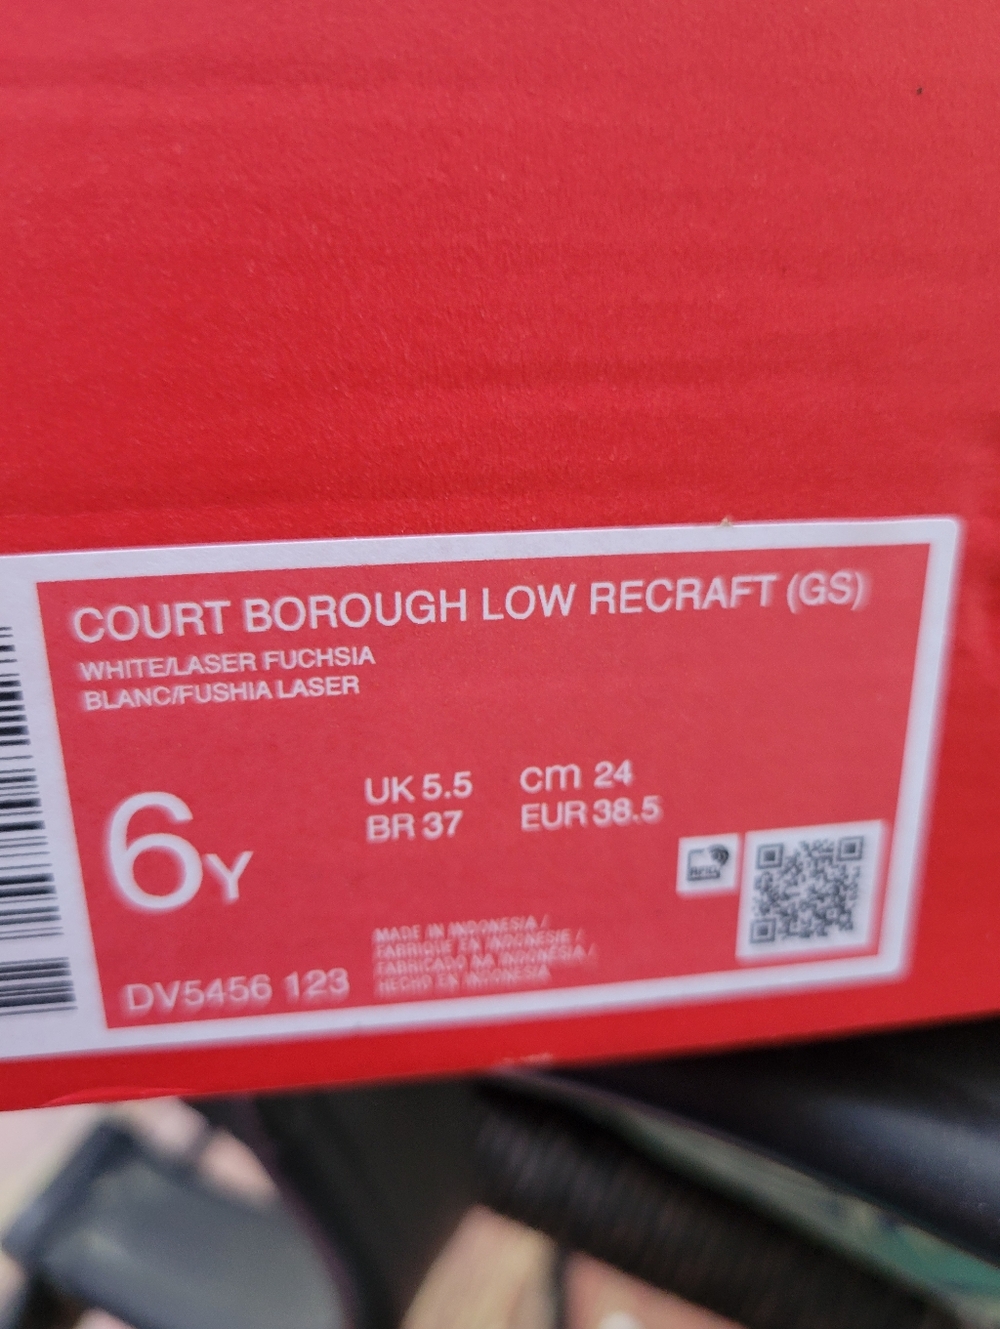 COURT BOROUGH LOW RECRAFT (GS)
WHITE/LASER FUCHSIA
BLANC/FUSHIA LASER
6Y
UK 5.5 cm 24
BR 37 EUR 38.5
RFID
DV5456 123
MADE IN INDONESIA /
FABRIQUE EN INDONESIE /
FABRICADO NA INDONESIA /
HECHO EN INDONESIA